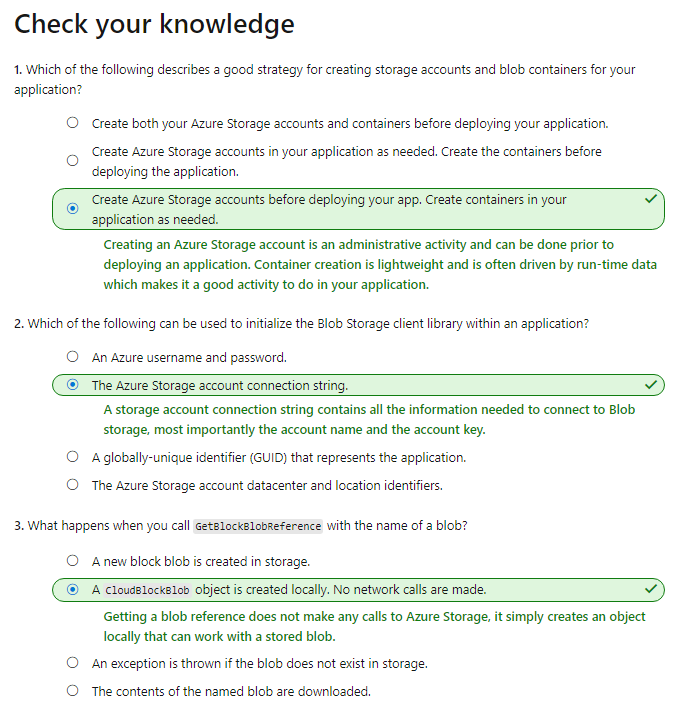 Check your knowledge
1. Which of the following describes a good strategy for creating storage accounts and blob containers for your
application?
Create both your Azure Storage accounts and containers before deploying your application.
Create Azure Storage accounts in your application as needed. Create the containers before
deploying the application.
Create Azure Storage accounts before deploying your app. Create containers in your
application as needed.
Creating an Azure Storage account is an administrative activity and can be done prior to
deploying an application. Container creation is lightweight and is often driven by run-time data
which makes it a good activity to do in your application.
2. Which of the following can be used to initialize the Blob Storage client library within an application?
An Azure username and password.
The Azure Storage account connection string.
A storage account connection string contains all the information needed to connect to Blob
storage, most importantly the account name and the account key.
A globally-unique identifier (GUID) that represents the application.
The Azure Storage account datacenter and location identifiers.
3. What happens when you call GetBlockBlobReference with the name of a blob?
A new block blob is created in storage.
A CloudBlockBlob object is created locally. No network calls are made.
Getting a blob reference does not make any calls to Azure Storage, it simply creates an object
locally that can work with a stored blob.
An exception is thrown if the blob does not exist in storage.
The contents of the named blob are downloaded.